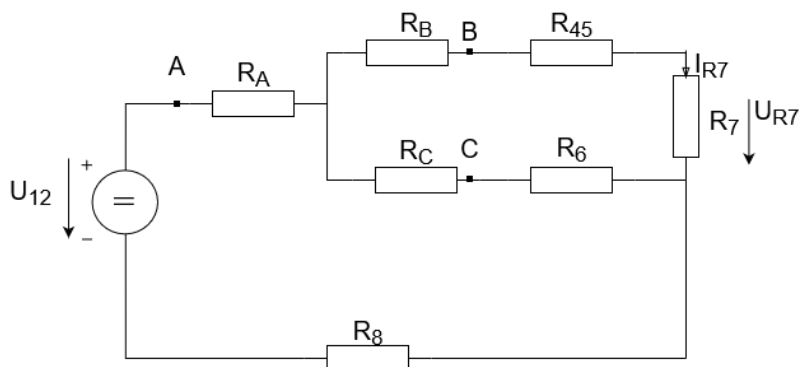 R_B
B
R_45
A
R_A
I_R7
R_7
U_R7
R_C
C
R_6
+
U_12
=
–
R_8